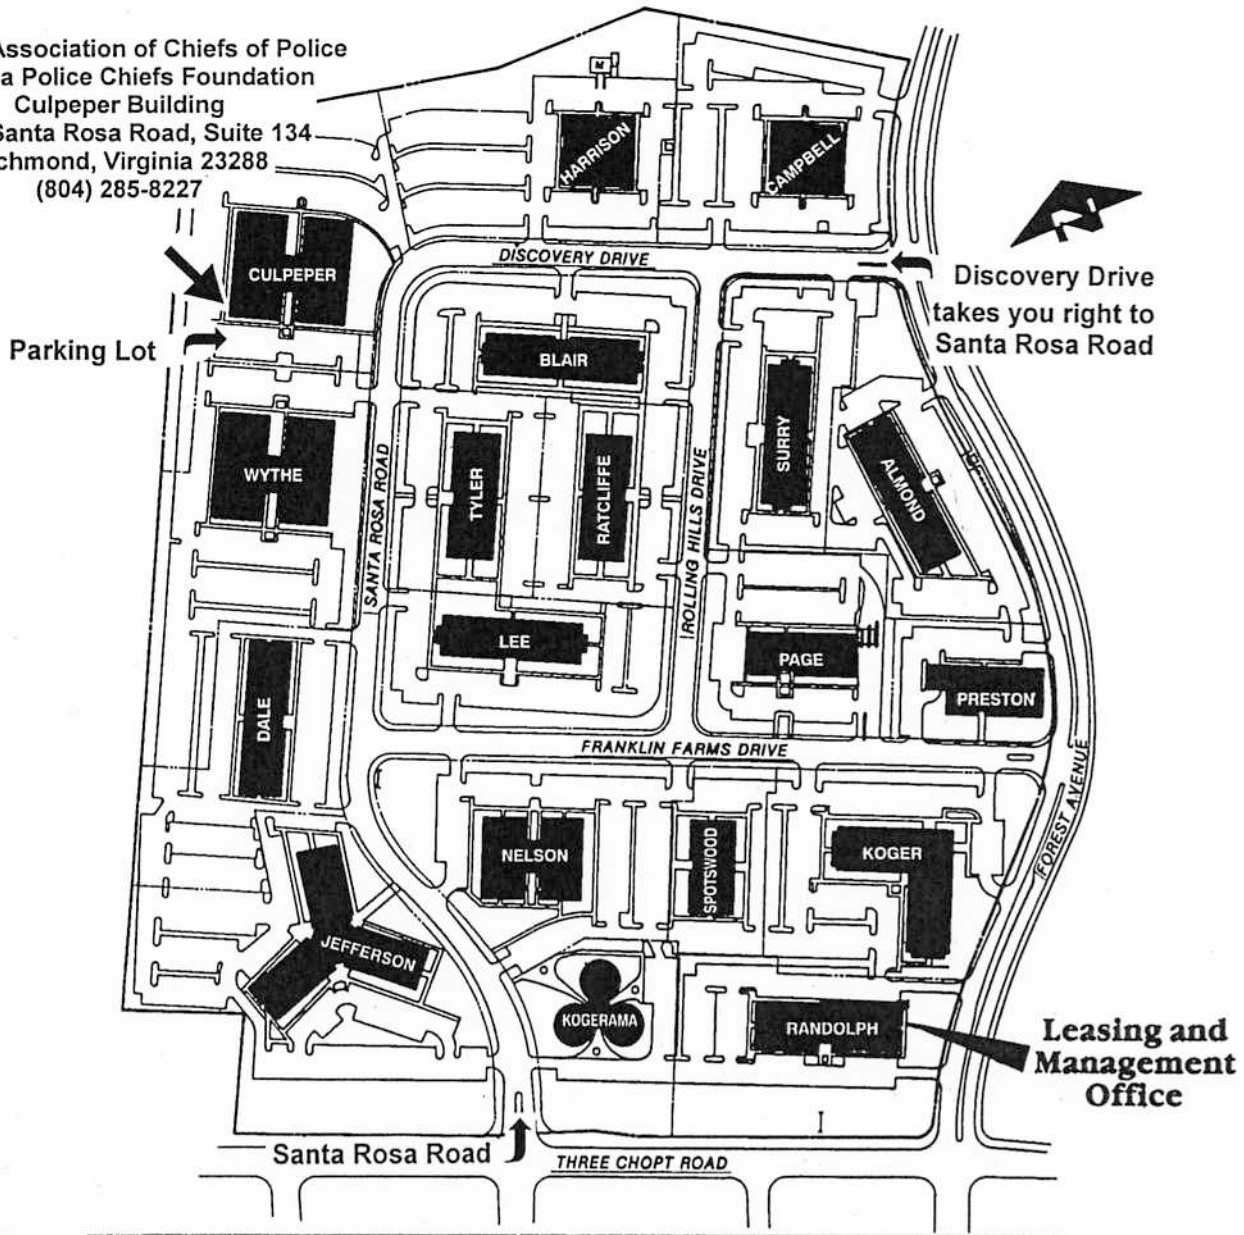 Association of Chiefs of Police
a Police Chiefs Foundation
Culpeper Building
Santa Rosa Road, Suite 134
chmond, Virginia 23288
(804) 285-8227
HARRISON
CAMPBELL
CULPEPER
DISCOVERY DRIVE
Discovery Drive
takes you right to
Santa Rosa Road
Parking Lot
BLAIR
SURRY
ALMOND
WYTHE
SANTA ROSA ROAD
TYLER
RATCLIFFE
ROLLING HILLS DRIVE
LEE
PAGE
PRESTON
DALE
FRANKLIN FARMS DRIVE
FOREST AVENUE
NELSON
SPOTSWOOD
KOGER
JEFFERSON
KOGERAMA
RANDOLPH
Leasing and
Management
Office
Santa Rosa Road
THREE CHOPT ROAD